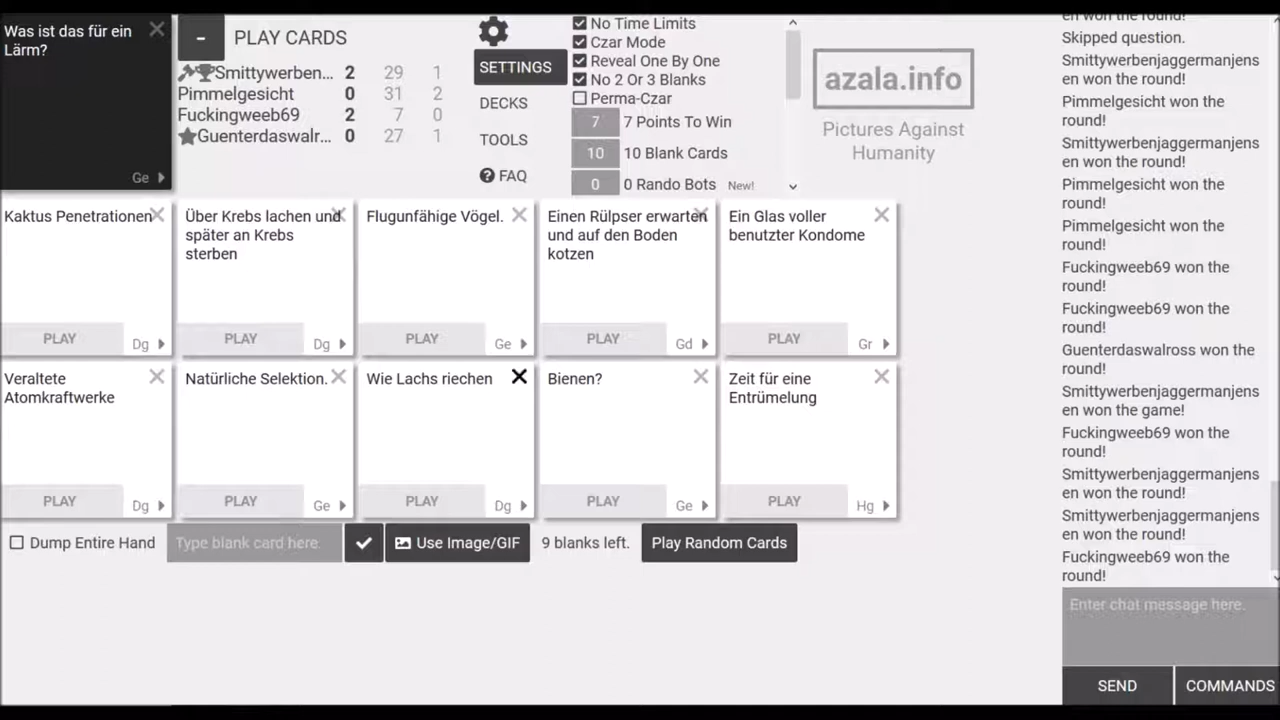 Was ist das für ein
Lärm?
Ge
-
PLAY CARDS
Smittywerben... 2 29 1
Pimmelgesicht 0 31 2
Fuckingweeb69 2 7 0
Guenterdaswalr... 0 27 1
SETTINGS
DECKS
TOOLS
FAQ
No Time Limits
Czar Mode
Reveal One By One
No 2 Or 3 Blanks
Perma-Czar
7 7 Points To Win
10 10 Blank Cards
0 0 Rando Bots New!
azala.info
Pictures Against
Humanity
Kaktus Penetrationen
PLAY Dg
Über Krebs lachen und
später an Krebs
sterben
PLAY Dg
Flugunfähige Vögel.
PLAY Ge
Einen Rülpser erwarten
und auf den Boden
kotzen
PLAY Gd
Ein Glas voller
benutzter Kondome
PLAY Gr
Veraltete
Atomkraftwerke
PLAY Dg
Natürliche Selektion.
PLAY Ge
Wie Lachs riechen
PLAY Dg
Bienen?
PLAY Ge
Zeit für eine
Entrümelung
PLAY Hg
Dump Entire Hand
Type blank card here.
Use Image/GIF
9 blanks left.
Play Random Cards
en won the round!
Skipped question.
Smittywerbenjaggermanjens
en won the round!
Pimmelgesicht won the
round!
Smittywerbenjaggermanjens
en won the round!
Pimmelgesicht won the
round!
Pimmelgesicht won the
round!
Fuckingweeb69 won the
round!
Fuckingweeb69 won the
round!
Guenterdaswalross won the
round!
Smittywerbenjaggermanjens
en won the game!
Fuckingweeb69 won the
round!
Smittywerbenjaggermanjens
en won the round!
Smittywerbenjaggermanjens
en won the round!
Fuckingweeb69 won the
round!
Enter chat message here.
SEND
COMMANDS